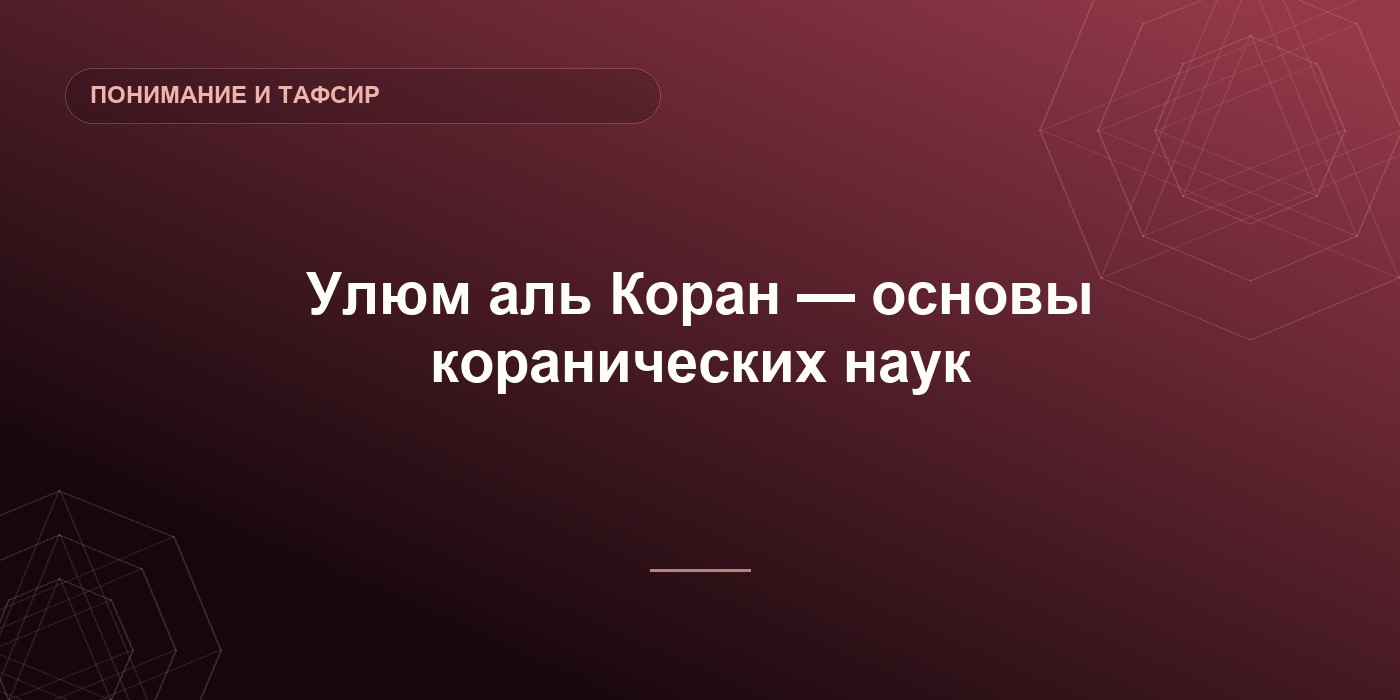 ПОНИМАНИЕ И ТАФСИР
Улюм аль Коран — основы
коранических наук